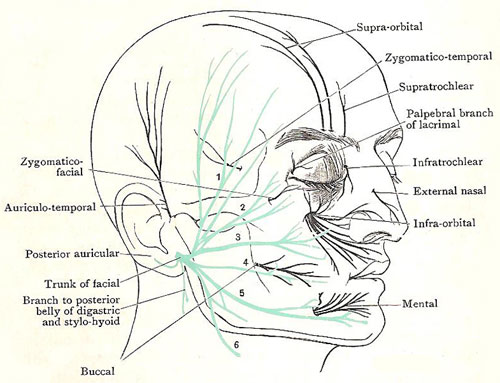 Supra-orbital
Zygomatico-temporal
Supratrochlear
Palpebral branch
of lacrimal
Infratrochlear
External nasal
Infra-orbital
Mental
Zygomatico-
facial
Auriculo-temporal
Posterior auricular
Trunk of facial
Branch to posterior
belly of digastric
and stylo-hyoid
Buccal
1
2
3
4
5
6